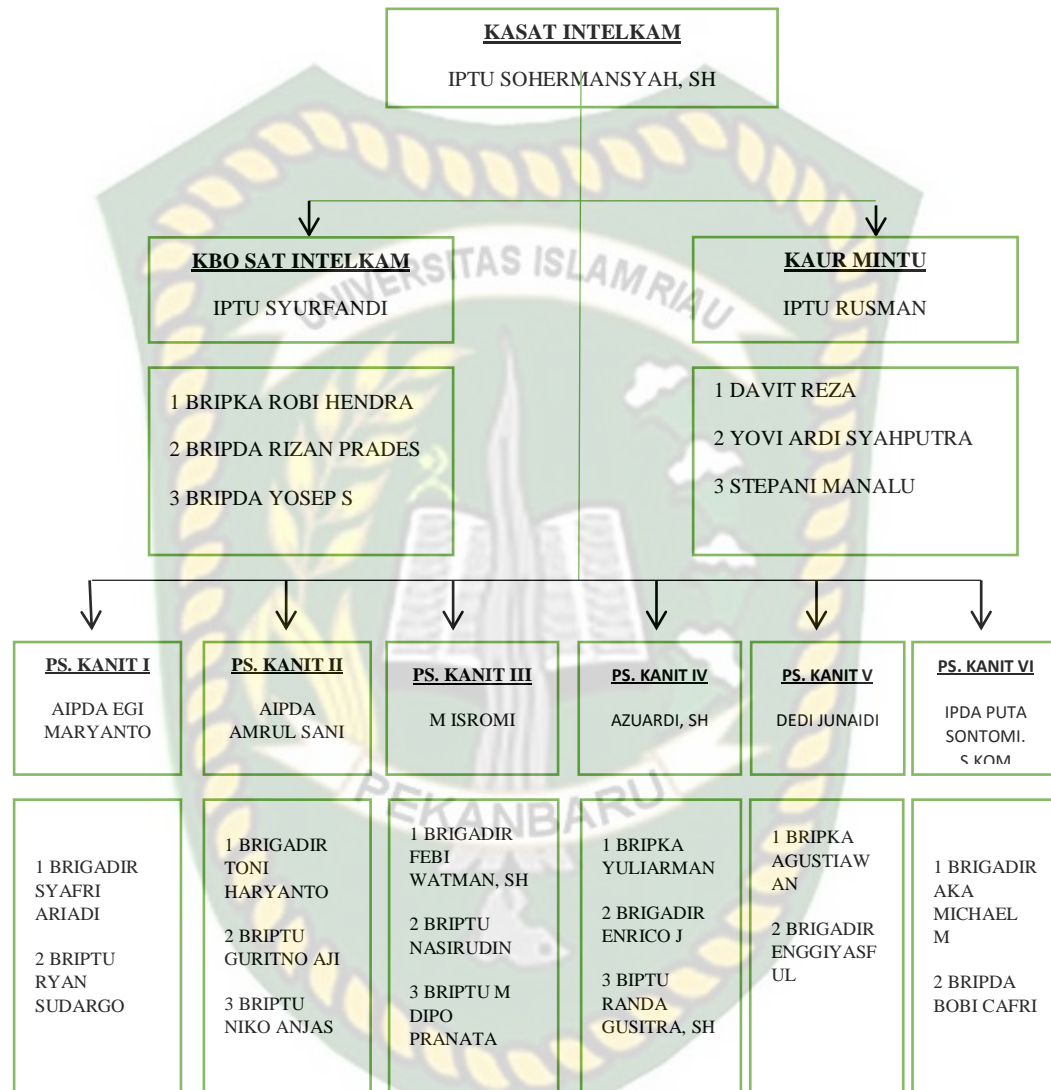 KASAT INTELKAM
IPTU SOHERMANSYAH, SH
KBO SAT INTELKAM
IPTU SYURFANDI
KAUR MINTU
IPTU RUSMAN
UNIVERSITAS ISLAM RIAU
1 BRIPKA ROBI HENDRA
2 BRIPDA RIZAN PRADES
3 BRIPDA YOSEP S
1 DAVIT REZA
2 YOVI ARDI SYAHPUTRA
3 STEPANI MANALU
PS. KANIT I
AIPDA EGI
MARYANTO
PS. KANIT II
AIPDA
AMRUL SANI
PS. KANIT III
M ISROMI
PS. KANIT IV
AZUARDI, SH
PS. KANIT V
DEDI JUNAIDI
PS. KANIT VI
IPDA PUTA
SONTOMI.
S.KOM
PEKANBARU
1 BRIGADIR
SYAFRI
ARIADI
2 BRIPTU
RYAN
SUDARGO
1 BRIGADIR
TONI
HARYANTO
2 BRIPTU
GURITNO AJI
3 BRIPTU
NIKO ANJAS
1 BRIGADIR
FEBI
WATMAN, SH
2 BRIPTU
NASIRUDIN
3 BRIPTU M
DIPO
PRANATA
1 BRIPKA
YULIARMAN
2 BRIGADIR
ENRICO J
3 BIPTU
RANDA
GUSITRA, SH
1 BRIPKA
AGUSTIAW
AN
2 BRIGADIR
ENGGIYASF
UL
1 BRIGADIR
AKA
MICHAEL
M
2 BRIPDA
BOBI CAFRI